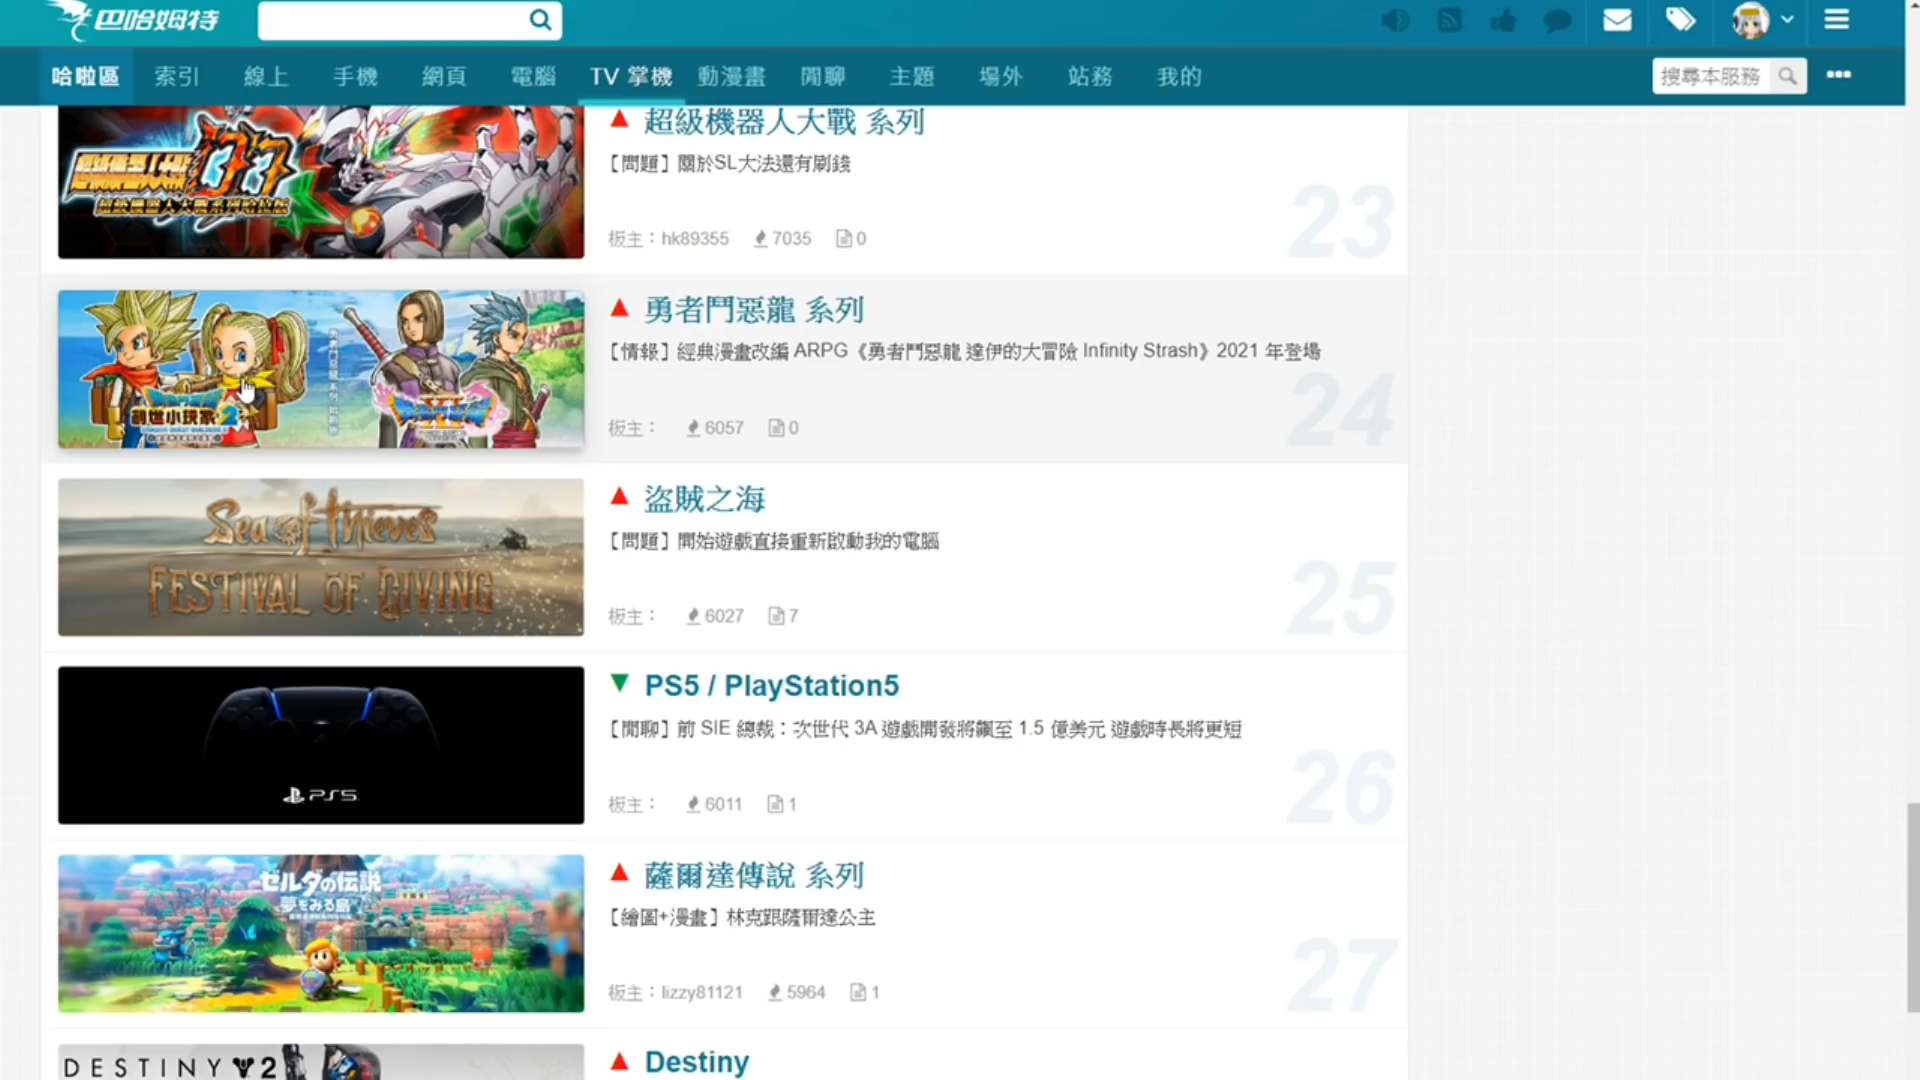 巴哈姆特
哈啦區 索引 線上 手機 網頁 電腦 TV 掌機 動漫畫 閒聊 主題 場外 站務 我的 搜尋本服務
超級機器人大戰 系列
【問題】關於SL大法還有刷錢
板主：hk89355 7035 0
23
勇者鬥惡龍 系列
【情報】經典漫畫改編 ARPG《勇者鬥惡龍 達伊的大冒險 Infinity Strash》2021 年登場
創世小玩家2
板主： 6057 0
24
盜賊之海
Sea of Thieves
FESTIVAL OF GIVING
【問題】開始遊戲直接重新啟動我的電腦
板主： 6027 7
25
PS5 / PlayStation5
【閒聊】前 SIE 總裁：次世代 3A 遊戲開發將飆至 1.5 億美元 遊戲時長將更短
PS5
板主： 6011 1
26
薩爾達傳說 系列
ゼルダの伝説
夢をみる島
【繪圖+漫畫】林克跟薩爾達公主
板主：lizzy81121 5964 1
27
DESTINY 2
Destiny